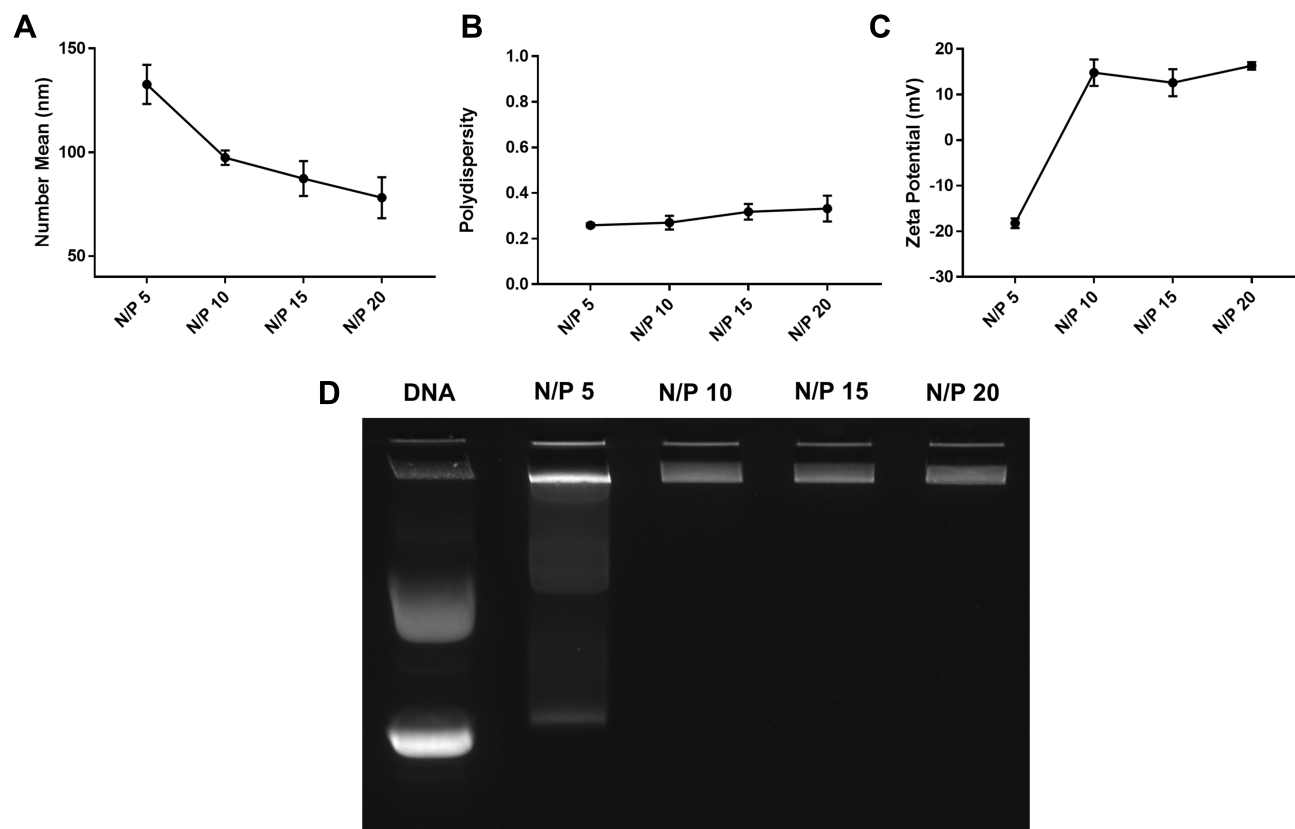 A
Number Mean (nm)
150
100
50
N/P 5
N/P 10
N/P 15
N/P 20
B
Polydispersity
1.0
0.8
0.6
0.4
0.2
0.0
N/P 5
N/P 10
N/P 15
N/P 20
C
Zeta Potential (mV)
20
10
0
-10
-20
-30
N/P 5
N/P 10
N/P 15
N/P 20
D
DNA N/P 5 N/P 10 N/P 15 N/P 20